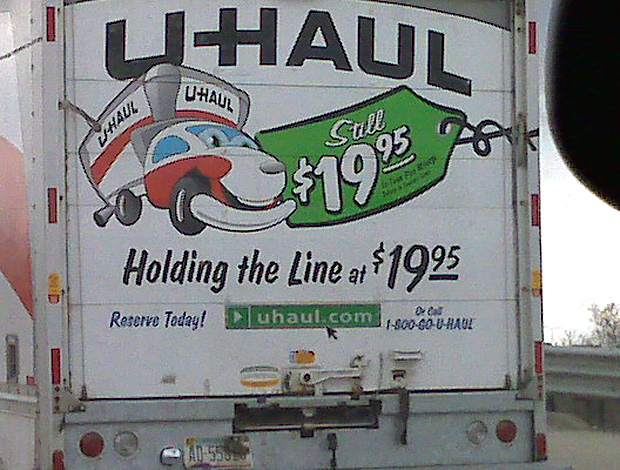 U-HAUL
U-HAUL
U-HAUL
Still
$19.95
Holding the Line at $19.95
Reserve Today!
uhaul.com
Or Call
1-800-GO-U-HAUL